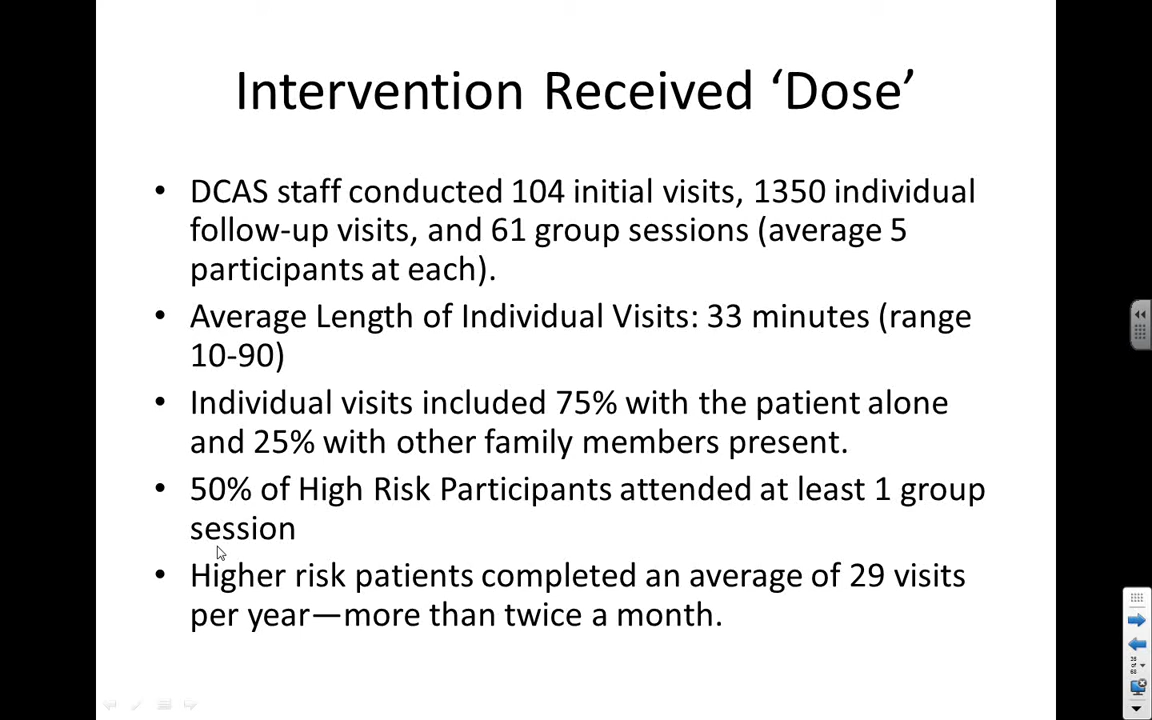 Intervention Received ‘Dose’
• DCAS staff conducted 104 initial visits, 1350 individual
follow-up visits, and 61 group sessions (average 5
participants at each).
• Average Length of Individual Visits: 33 minutes (range
10-90)
• Individual visits included 75% with the patient alone
and 25% with other family members present.
• 50% of High Risk Participants attended at least 1 group
session
• Higher risk patients completed an average of 29 visits
per year—more than twice a month.